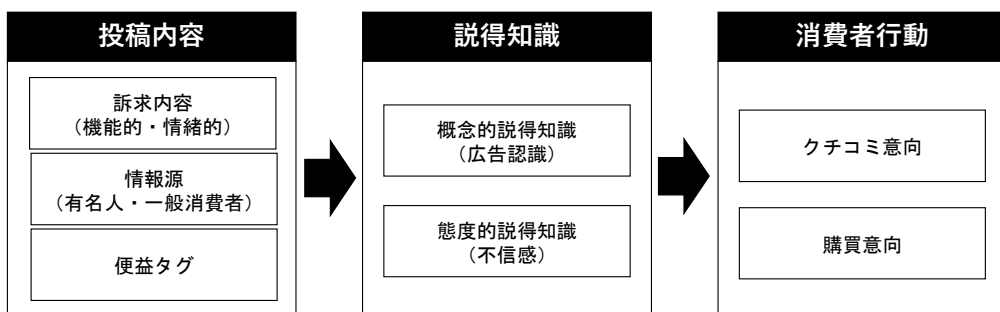 投稿内容
訴求内容
（機能的・情緒的）
情報源
（有名人・一般消費者）
便益タグ
説得知識
概念的説得知識
（広告認識）
態度的説得知識
（不信感）
消費者行動
クチコミ意向
購買意向